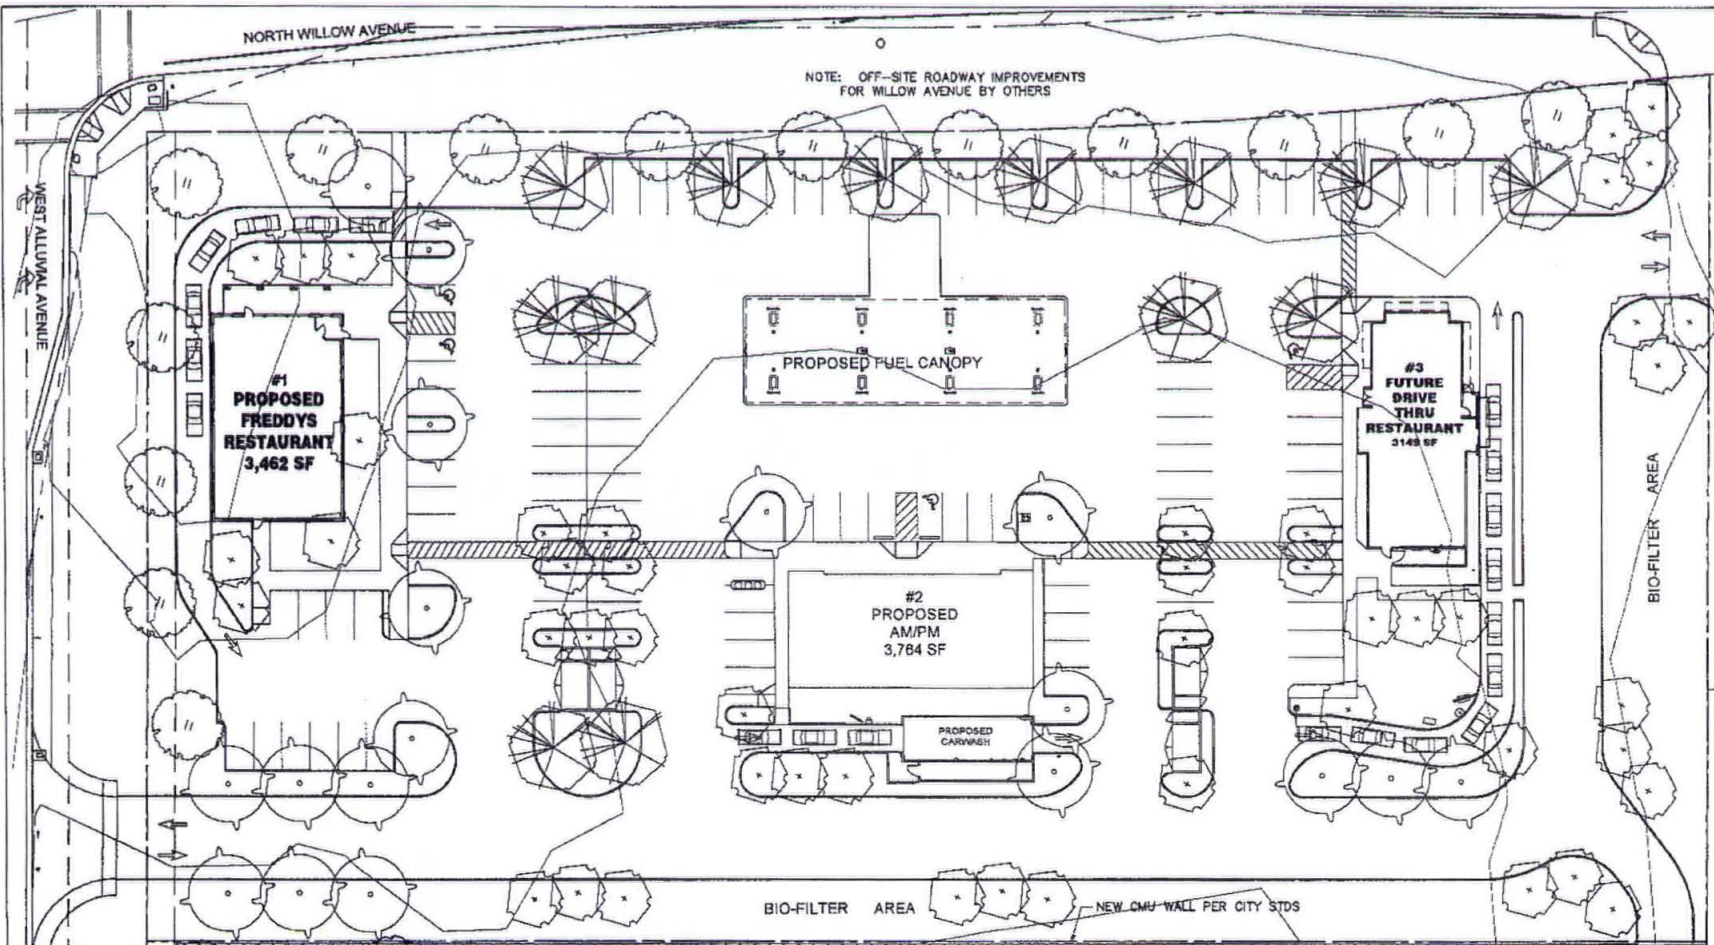 NORTH WILLOW AVENUE
NOTE: OFF-SITE ROADWAY IMPROVEMENTS
FOR WILLOW AVENUE BY OTHERS
WEST ALLUVIAL AVENUE
#1
PROPOSED
FREDDYS
RESTAURANT
3,462 SF
PROPOSED FUEL CANOPY
#3
FUTURE
DRIVE
THRU
RESTAURANT
3149 SF
BIO-FILTER AREA
#2
PROPOSED
AM/PM
3,764 SF
PROPOSED
CARWASH
BIO-FILTER AREA
NEW CMU WALL PER CITY STDS